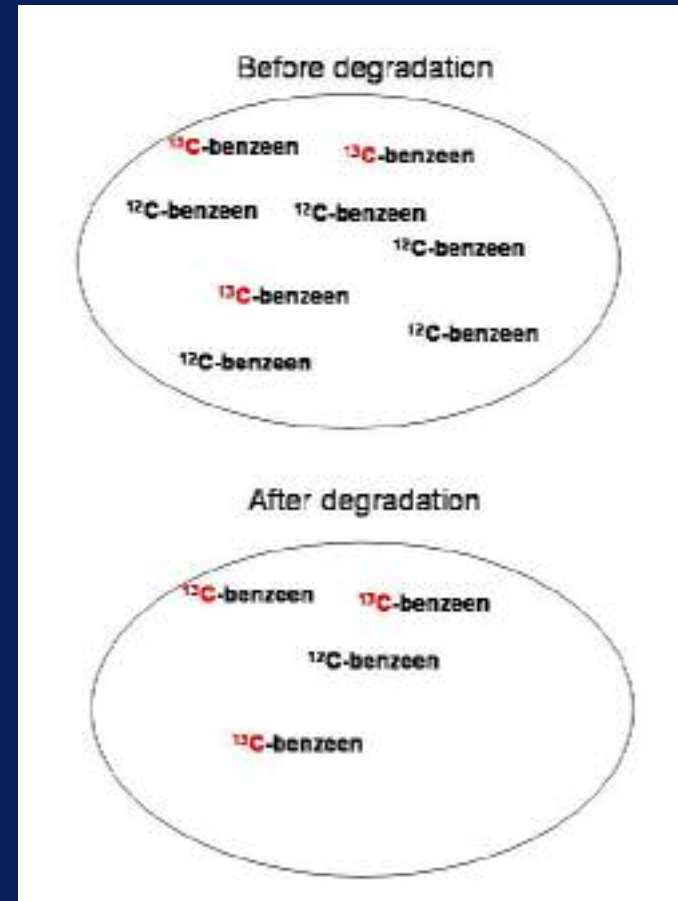 Before degradation
¹³C-benzeen ¹³C-benzeen
¹²C-benzeen ¹²C-benzeen
¹²C-benzeen
¹³C-benzeen
¹²C-benzeen
¹²C-benzeen
After degradation
¹³C-benzeen ¹³C-benzeen
¹²C-benzeen
¹³C-benzeen